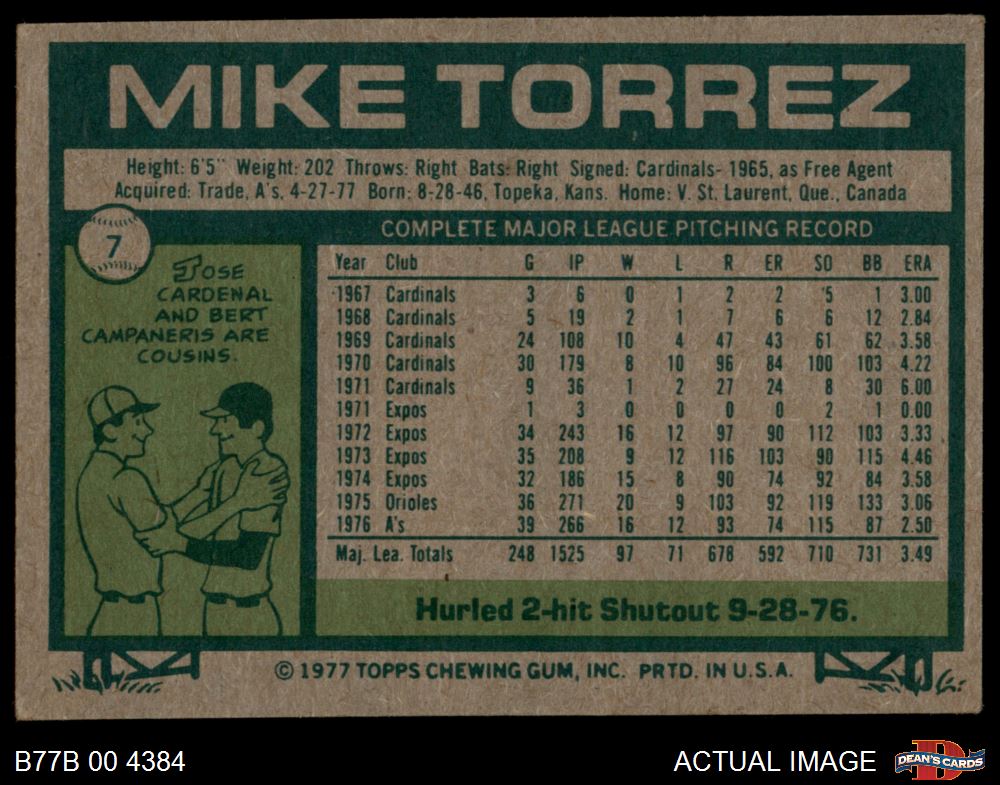 MIKE TORREZ
Height: 6'5" Weight: 202 Throws: Right Bats: Right Signed: Cardinals- 1965, as Free Agent
Acquired: Trade, A's, 4-27-77 Born: 8-28-46, Topeka, Kans. Home: V. St. Laurent, Que., Canada
7
JOSE
CARDENAL
AND BERT
CAMPANERIS ARE
COUSINS.
COMPLETE MAJOR LEAGUE PITCHING RECORD
Year Club G IP W L R ER SO BB ERA
1967 Cardinals 3 6 0 1 2 2 5 1 3.00
1968 Cardinals 5 19 2 1 7 6 6 12 2.84
1969 Cardinals 24 108 10 4 47 43 61 62 3.58
1970 Cardinals 30 179 8 10 96 84 100 103 4.22
1971 Cardinals 9 36 1 2 27 24 8 30 6.00
1971 Expos 1 3 0 0 0 0 2 1 0.00
1972 Expos 34 243 16 12 97 90 112 103 3.33
1973 Expos 35 208 9 12 116 103 90 115 4.46
1974 Expos 32 186 15 8 90 74 92 84 3.58
1975 Orioles 36 271 20 9 103 92 119 133 3.06
1976 A's 39 266 16 12 93 74 115 87 2.50
Maj. Lea. Totals 248 1525 97 71 678 592 710 731 3.49
Hurled 2-hit Shutout 9-28-76.
© 1977 TOPPS CHEWING GUM, INC. PRTD. IN U.S.A.
B77B 00 4384
ACTUAL IMAGE
D
DEAN'S CARDS